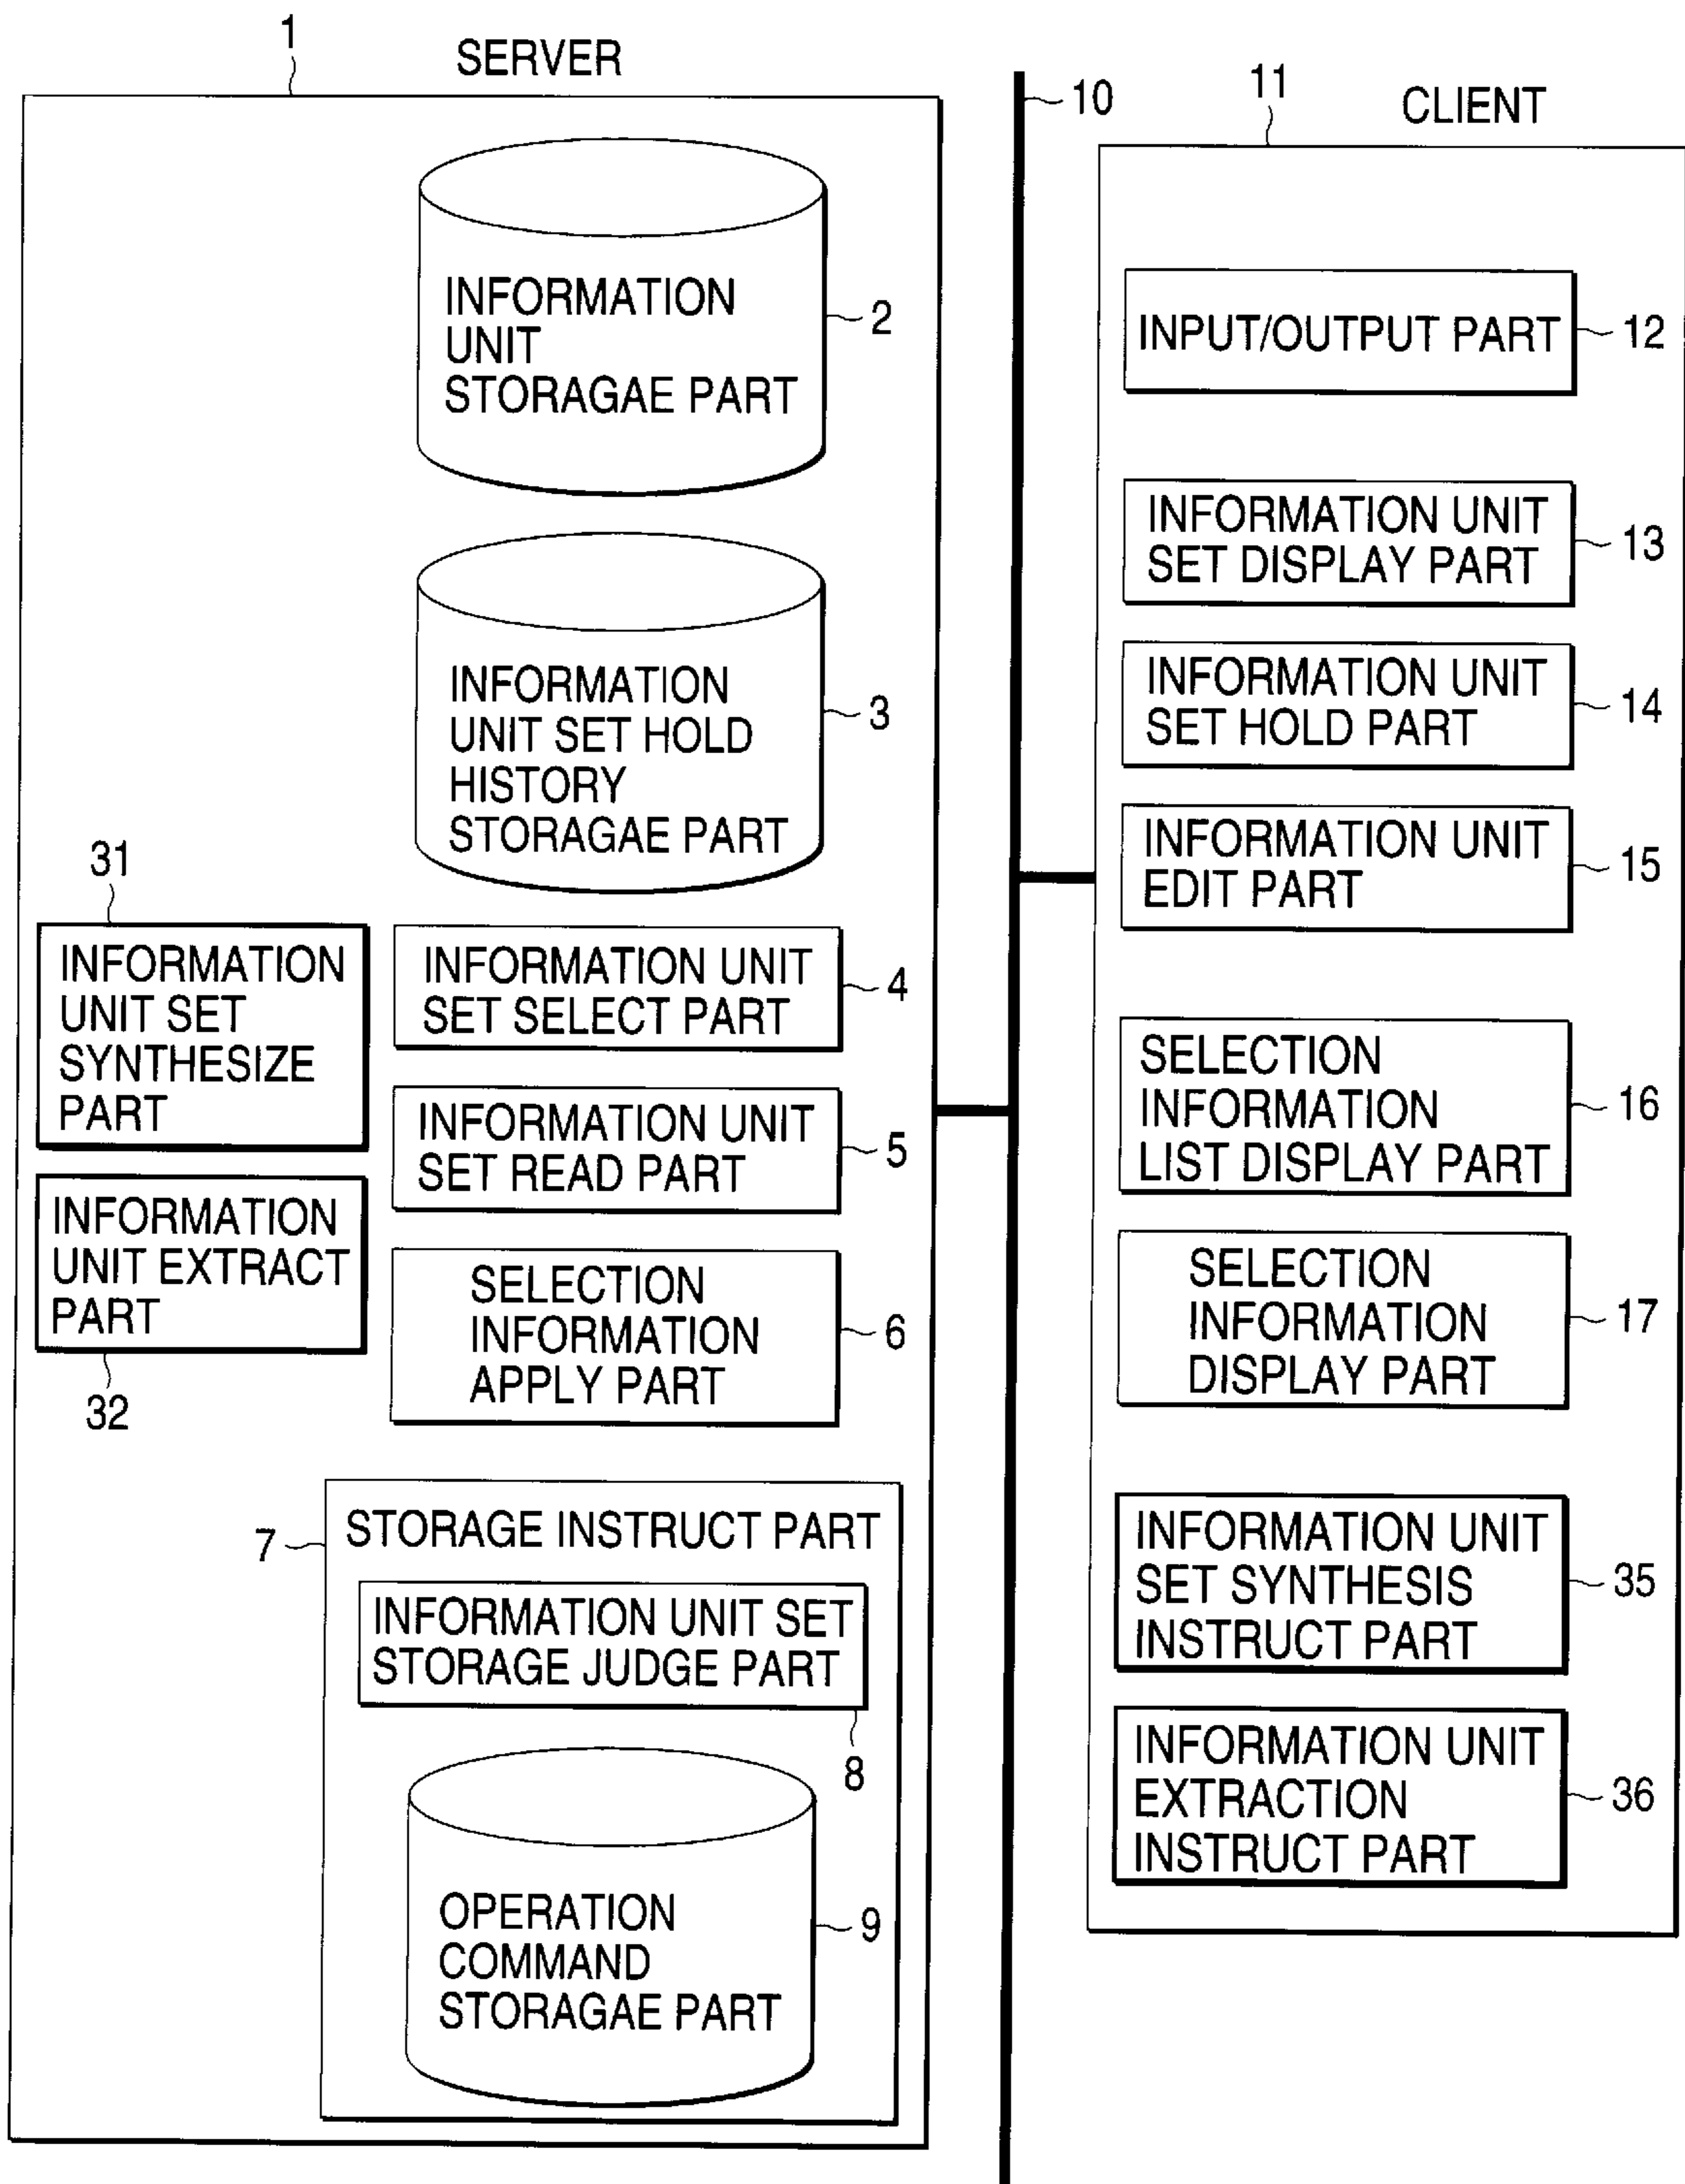 1
SERVER
INFORMATION
UNIT
STORAGAE PART
2
INFORMATION
UNIT SET HOLD
HISTORY
STORAGAE PART
3
31
INFORMATION
UNIT SET
SYNTHESIZE
PART
INFORMATION UNIT
SET SELECT PART
4
INFORMATION UNIT
SET READ PART
5
INFORMATION
UNIT EXTRACT
PART
32
SELECTION
INFORMATION
APPLY PART
6
7
STORAGE INSTRUCT PART
INFORMATION UNIT SET
STORAGE JUDGE PART
8
OPERATION
COMMAND
STORAGAE PART
9
10
11
CLIENT
INPUT/OUTPUT PART
12
INFORMATION UNIT
SET DISPLAY PART
13
INFORMATION UNIT
SET HOLD PART
14
INFORMATION UNIT
EDIT PART
15
SELECTION
INFORMATION
LIST DISPLAY PART
16
SELECTION
INFORMATION
DISPLAY PART
17
INFORMATION UNIT
SET SYNTHESIS
INSTRUCT PART
35
INFORMATION UNIT
EXTRACTION
INSTRUCT PART
36